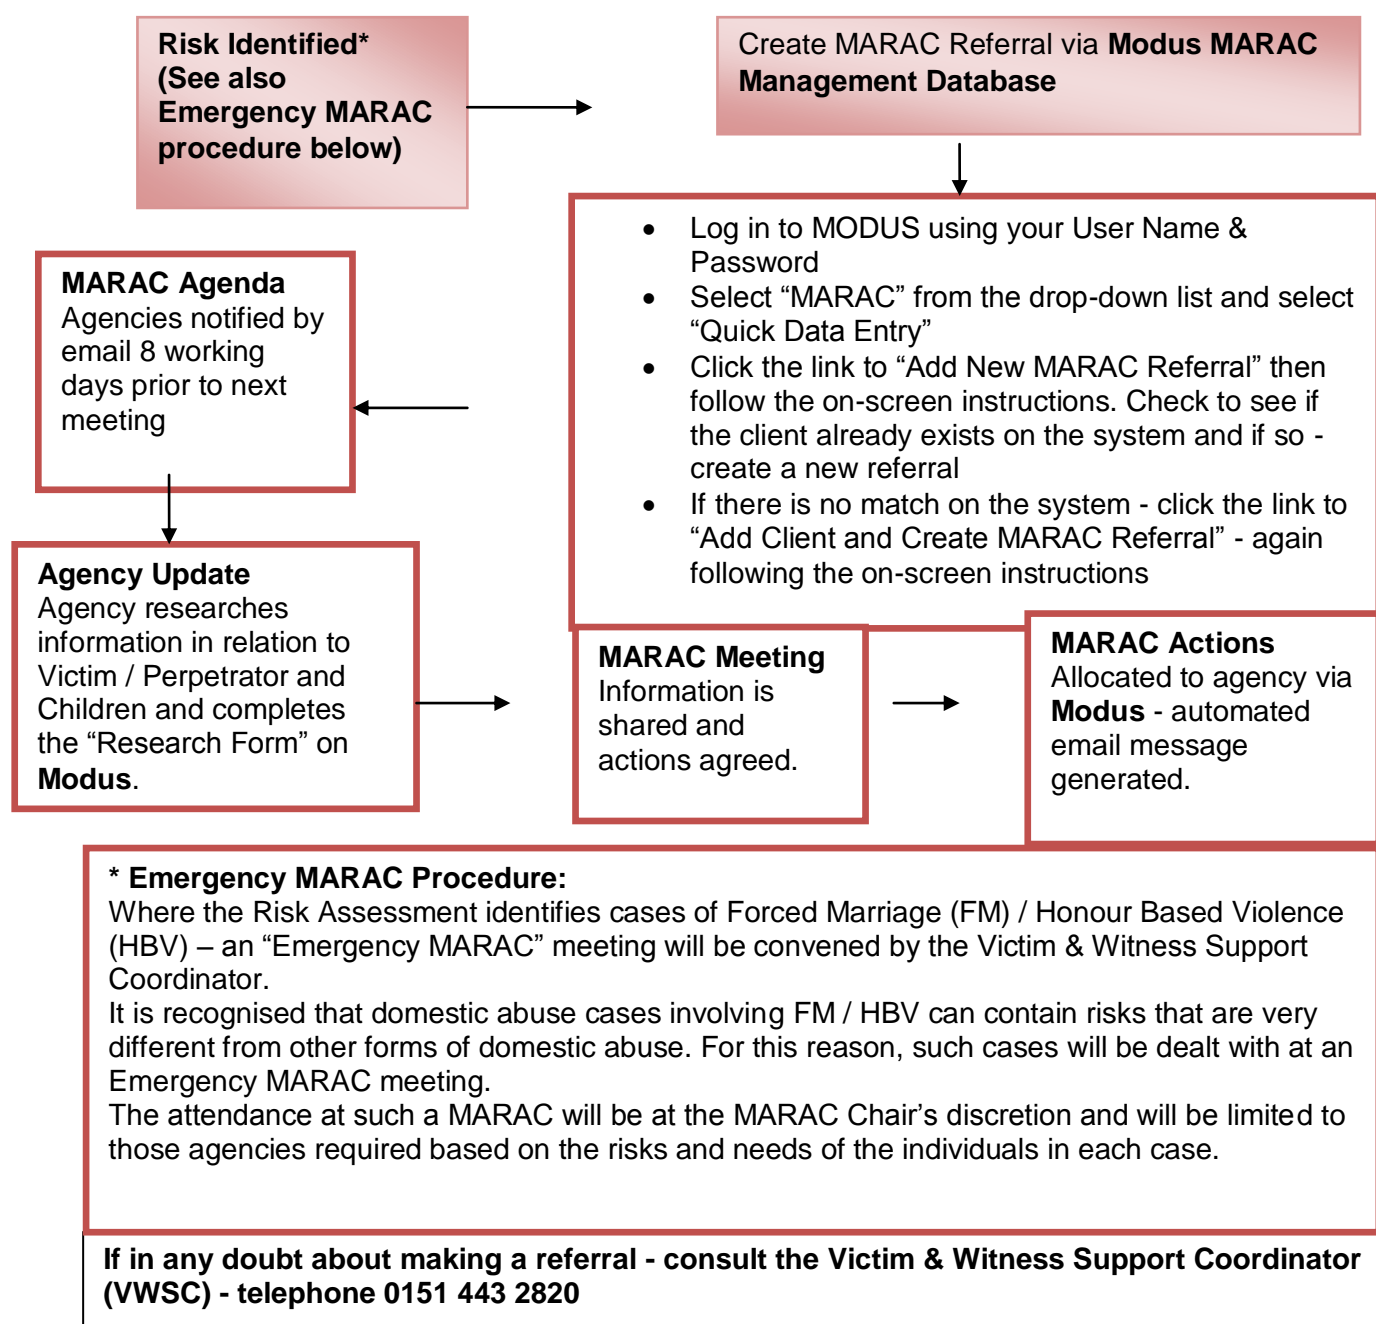 Risk Identified*
(See also
Emergency MARAC
procedure below)
Create MARAC Referral via Modus MARAC
Management Database
• Log in to MODUS using your User Name &
Password
• Select “MARAC” from the drop-down list and select
“Quick Data Entry”
• Click the link to “Add New MARAC Referral” then
follow the on-screen instructions. Check to see if
the client already exists on the system and if so -
create a new referral
• If there is no match on the system - click the link to
“Add Client and Create MARAC Referral” - again
following the on-screen instructions
MARAC Agenda
Agencies notified by
email 8 working
days prior to next
meeting
Agency Update
Agency researches
information in relation to
Victim / Perpetrator and
Children and completes
the “Research Form” on
Modus.
MARAC Meeting
Information is
shared and
actions agreed.
MARAC Actions
Allocated to agency via
Modus - automated
email message
generated.
* Emergency MARAC Procedure:
Where the Risk Assessment identifies cases of Forced Marriage (FM) / Honour Based Violence
(HBV) – an “Emergency MARAC” meeting will be convened by the Victim & Witness Support
Coordinator.
It is recognised that domestic abuse cases involving FM / HBV can contain risks that are very
different from other forms of domestic abuse. For this reason, such cases will be dealt with at an
Emergency MARAC meeting.
The attendance at such a MARAC will be at the MARAC Chair’s discretion and will be limited to
those agencies required based on the risks and needs of the individuals in each case.
If in any doubt about making a referral - consult the Victim & Witness Support Coordinator
(VWSC) - telephone 0151 443 2820